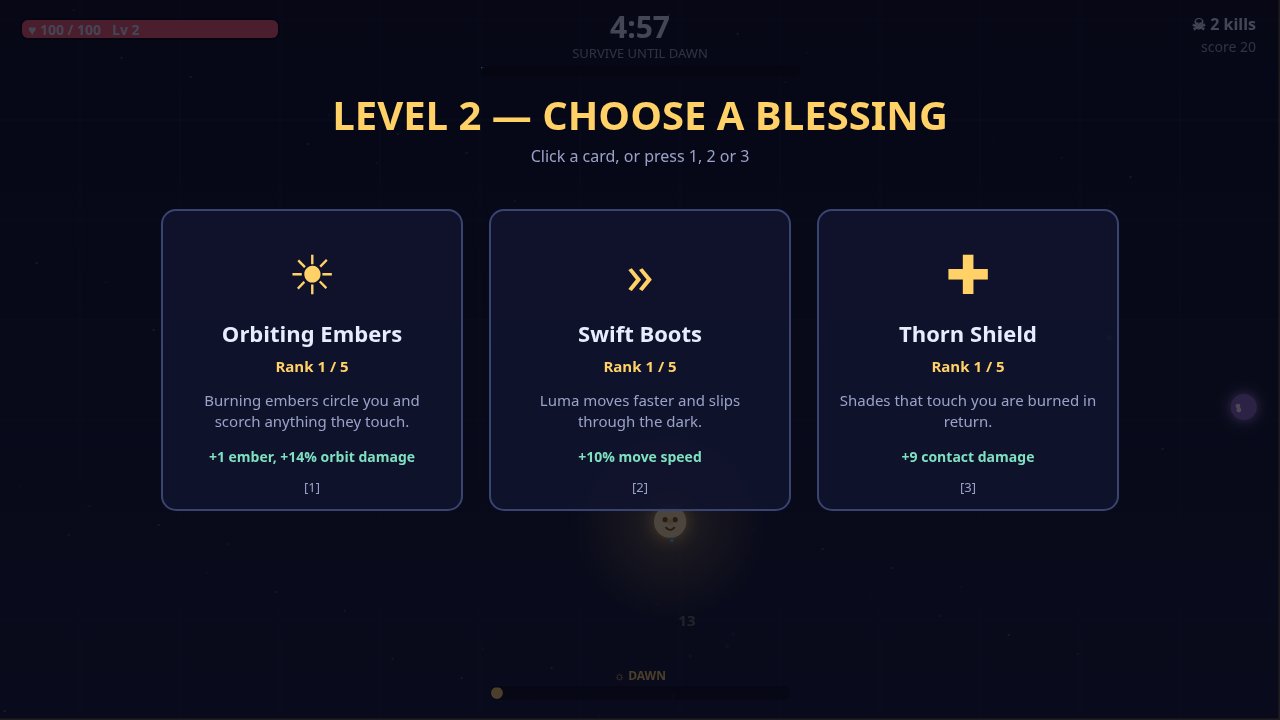 ♥ 100 / 100 Lv 2
4:57
SURVIVE UNTIL DAWN
☠ 2 kills
score 20
LEVEL 2 — CHOOSE A BLESSING
Click a card, or press 1, 2 or 3
☀
Orbiting Embers
Rank 1 / 5
Burning embers circle you and
scorch anything they touch.
+1 ember, +14% orbit damage
[1]
»
Swift Boots
Rank 1 / 5
Luma moves faster and slips
through the dark.
+10% move speed
[2]
✚
Thorn Shield
Rank 1 / 5
Shades that touch you are burned in
return.
+9 contact damage
[3]
13
☼ DAWN